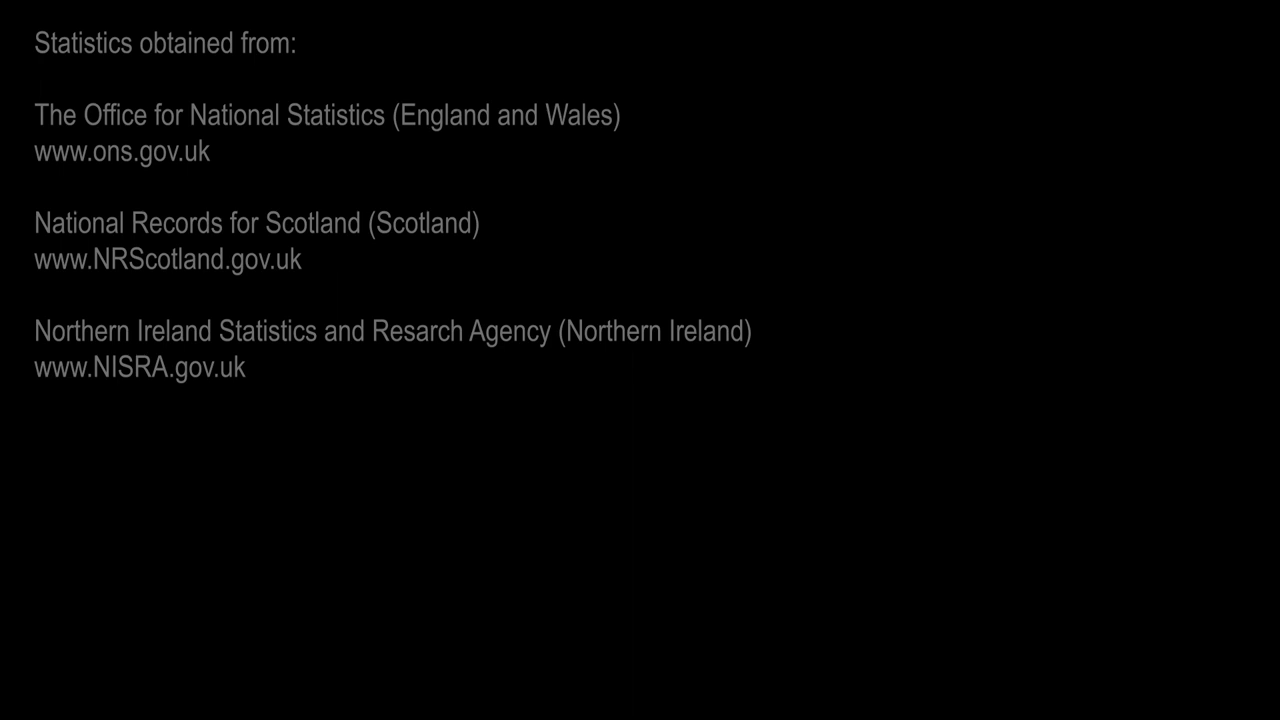 Statistics obtained from:
The Office for National Statistics (England and Wales)
www.ons.gov.uk
National Records for Scotland (Scotland)
www.NRScotland.gov.uk
Northern Ireland Statistics and Resarch Agency (Northern Ireland)
www.NISRA.gov.uk